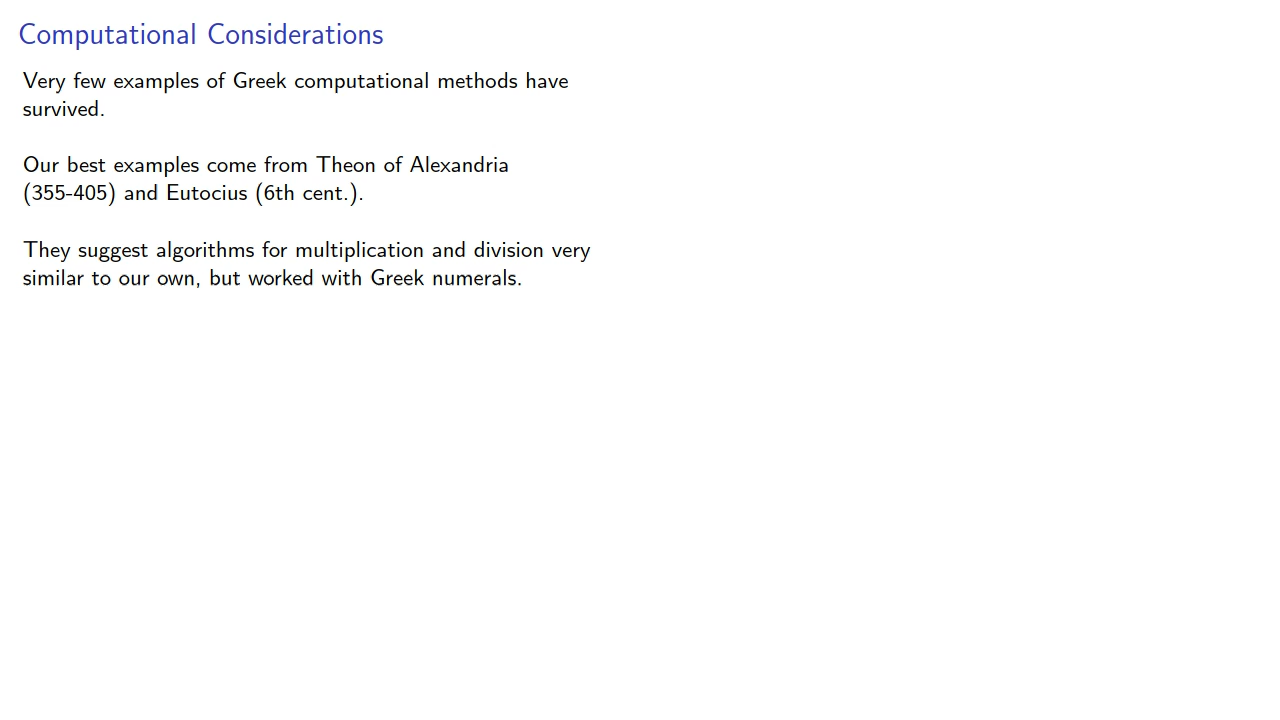 Computational Considerations
Very few examples of Greek computational methods have
survived.
Our best examples come from Theon of Alexandria
(355-405) and Eutocius (6th cent.).
They suggest algorithms for multiplication and division very
similar to our own, but worked with Greek numerals.